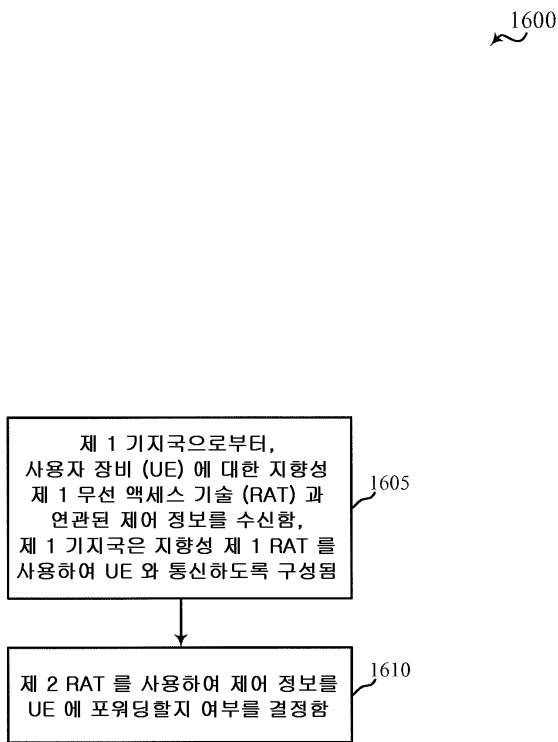 1600
제 1 기지국으로부터,
사용자 장비 (UE) 에 대한 지향성
제 1 무선 액세스 기술 (RAT) 과
연관된 제어 정보를 수신함,
제 1 기지국은 지향성 제 1 RAT 를
사용하여 UE 와 통신하도록 구성됨
1605
제 2 RAT 를 사용하여 제어 정보를
UE 에 포워딩할지 여부를 결정함
1610